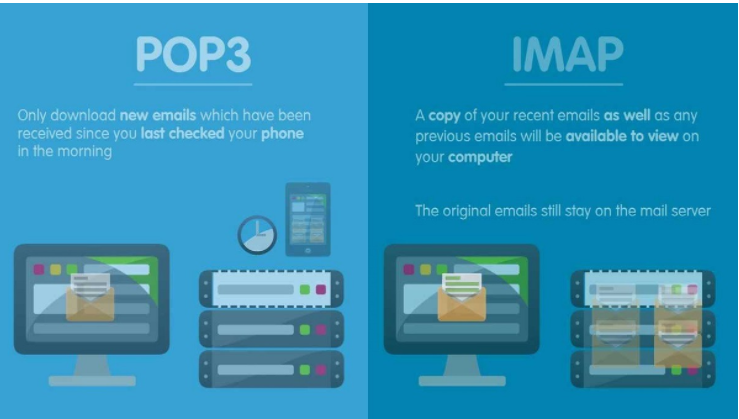 POP3
Only download new emails which have been
received since you last checked your phone
in the morning
IMAP
A copy of your recent emails as well as any
previous emails will be available to view on
your computer
The original emails still stay on the mail server